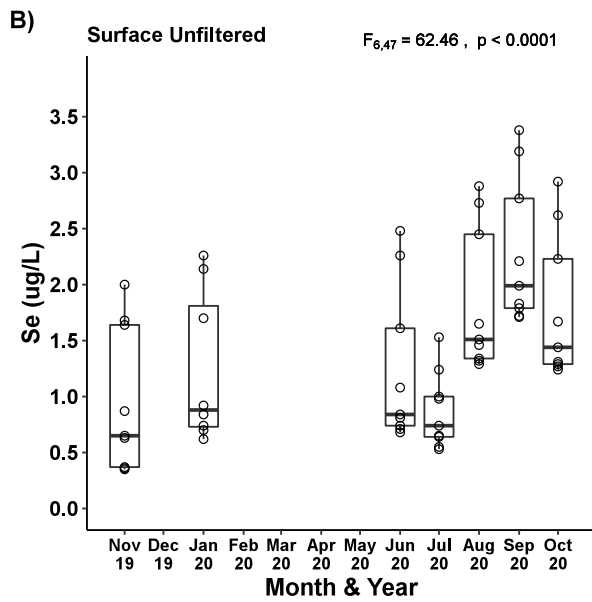 B)
Surface Unfiltered
F6,47 = 62.46 , p < 0.0001
Se (ug/L)
3.5
3.0
2.5
2.0
1.5
1.0
0.5
0.0
Nov Dec Jan Feb Mar Apr May Jun Jul Aug Sep Oct
19 19 20 20 20 20 20 20 20 20 20 20
Month & Year